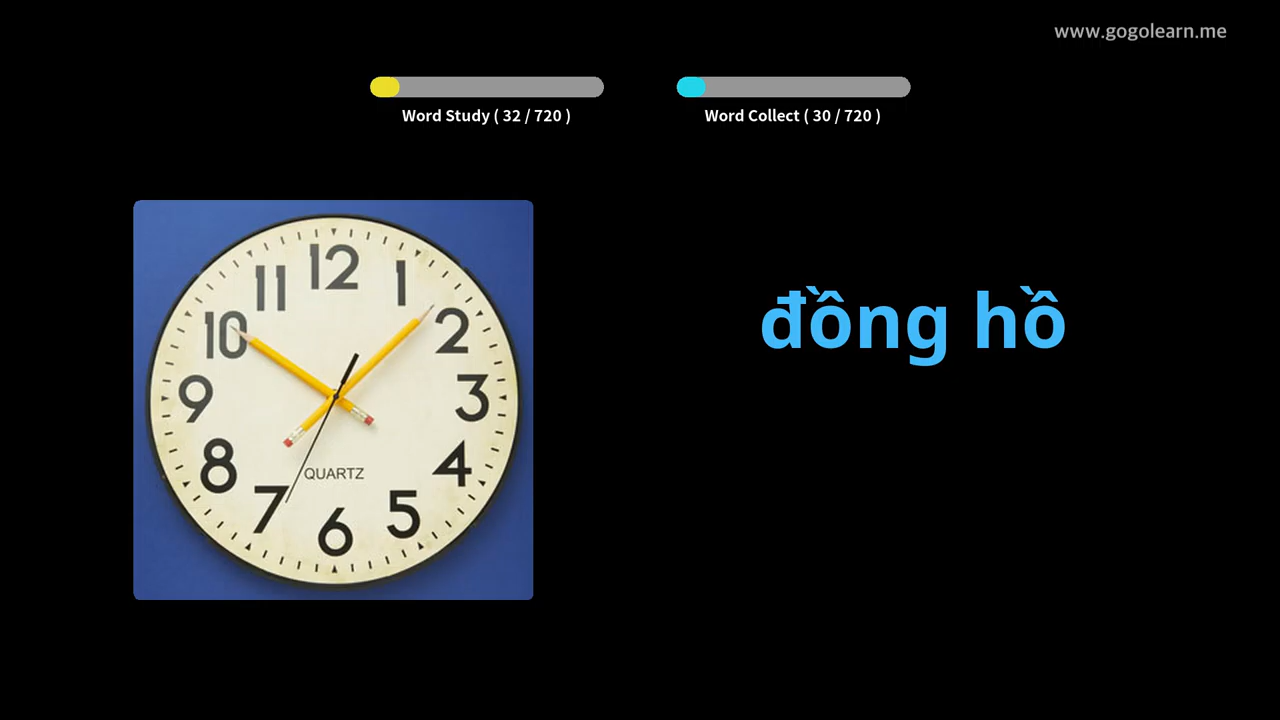 www.gogolearn.me
Word Study ( 32 / 720 )
Word Collect ( 30 / 720 )
12
11
1
10
2
9
3
8
4
7
5
6
QUARTZ
đồng hồ